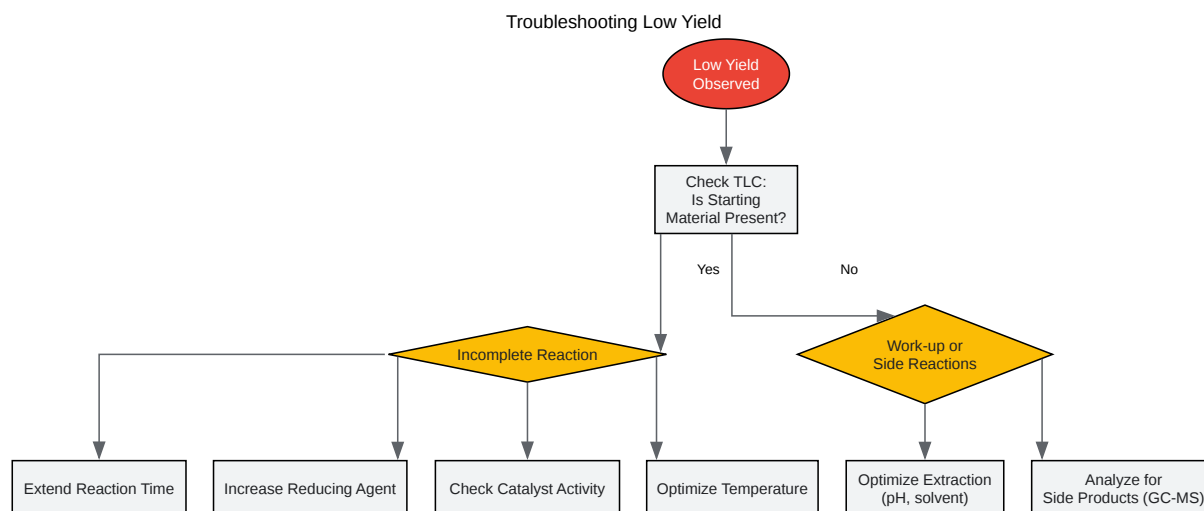 Troubleshooting Low Yield
Low Yield
Observed
Check TLC:
Is Starting
Material Present?
Yes
No
Incomplete Reaction
Work-up or
Side Reactions
Extend Reaction Time
Increase Reducing Agent
Check Catalyst Activity
Optimize Temperature
Optimize Extraction
(pH, solvent)
Analyze for
Side Products (GC-MS)